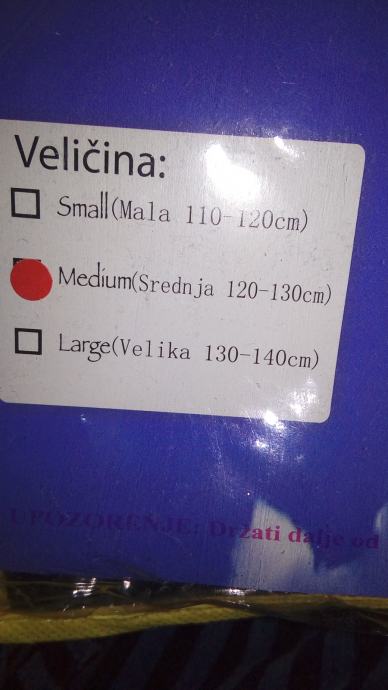 Veličina:
Small(Mala 110-120cm)
Medium(Srednja 120-130cm)
Large(Velika 130-140cm)
UPOZORENJE: Držati dalje od